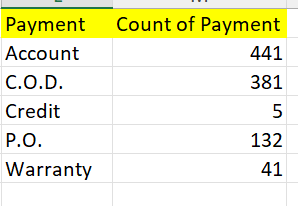 Payment Count of Payment
Account 441
C.O.D. 381
Credit 5
P.O. 132
Warranty 41